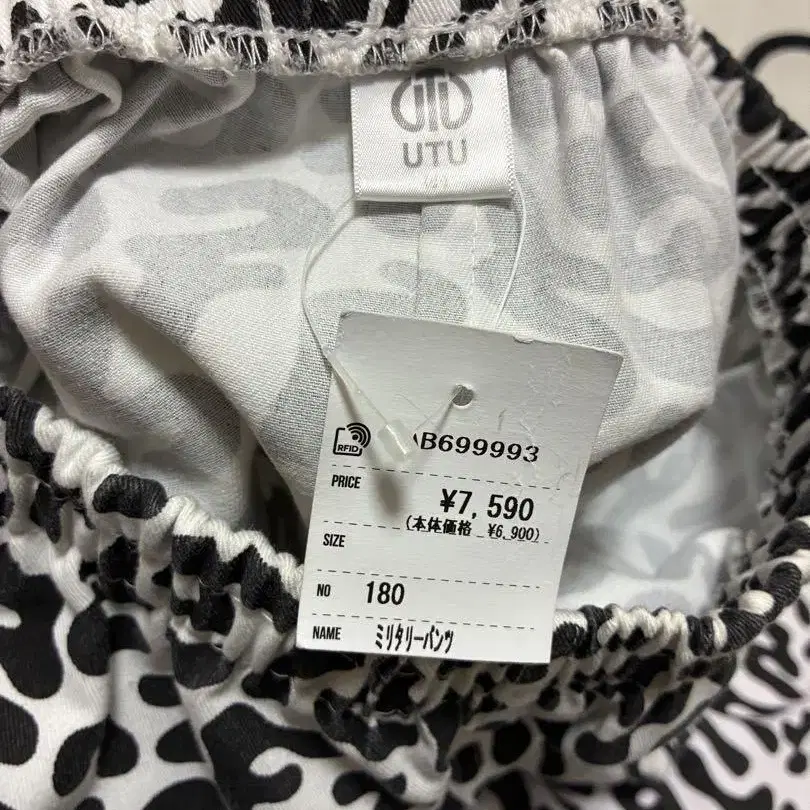 UTU
RFID
AB699993
PRICE
¥7,590
(本体価格 ¥6,900)
SIZE
NO 180
NAME ミリタリーパンツ